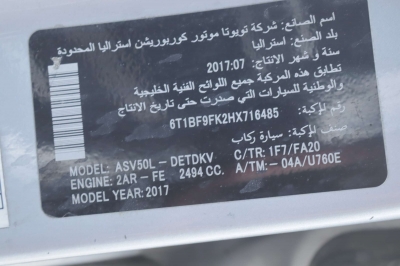 اسم الصانع: شركة تويوتا موتور كوربوريشن استراليا المحدودة
بلد الصنع: استراليا
سنة و شهر الإنتاج: 2017:07
تطابق هذه المركبة جميع اللوائح الفنية الخليجية
والوطنية للسيارات التي صدرت حتى تاريخ الانتاج
رقم المركبة: 6T1BF9FK2HX716485
صنف المركبة: سيارة ركاب
MODEL: ASV50L – DETDKV C/TR: 1F7/FA20
ENGINE: 2AR – FE 2494 CC. A/TM: –04A/U760E
MODEL YEAR: 2017